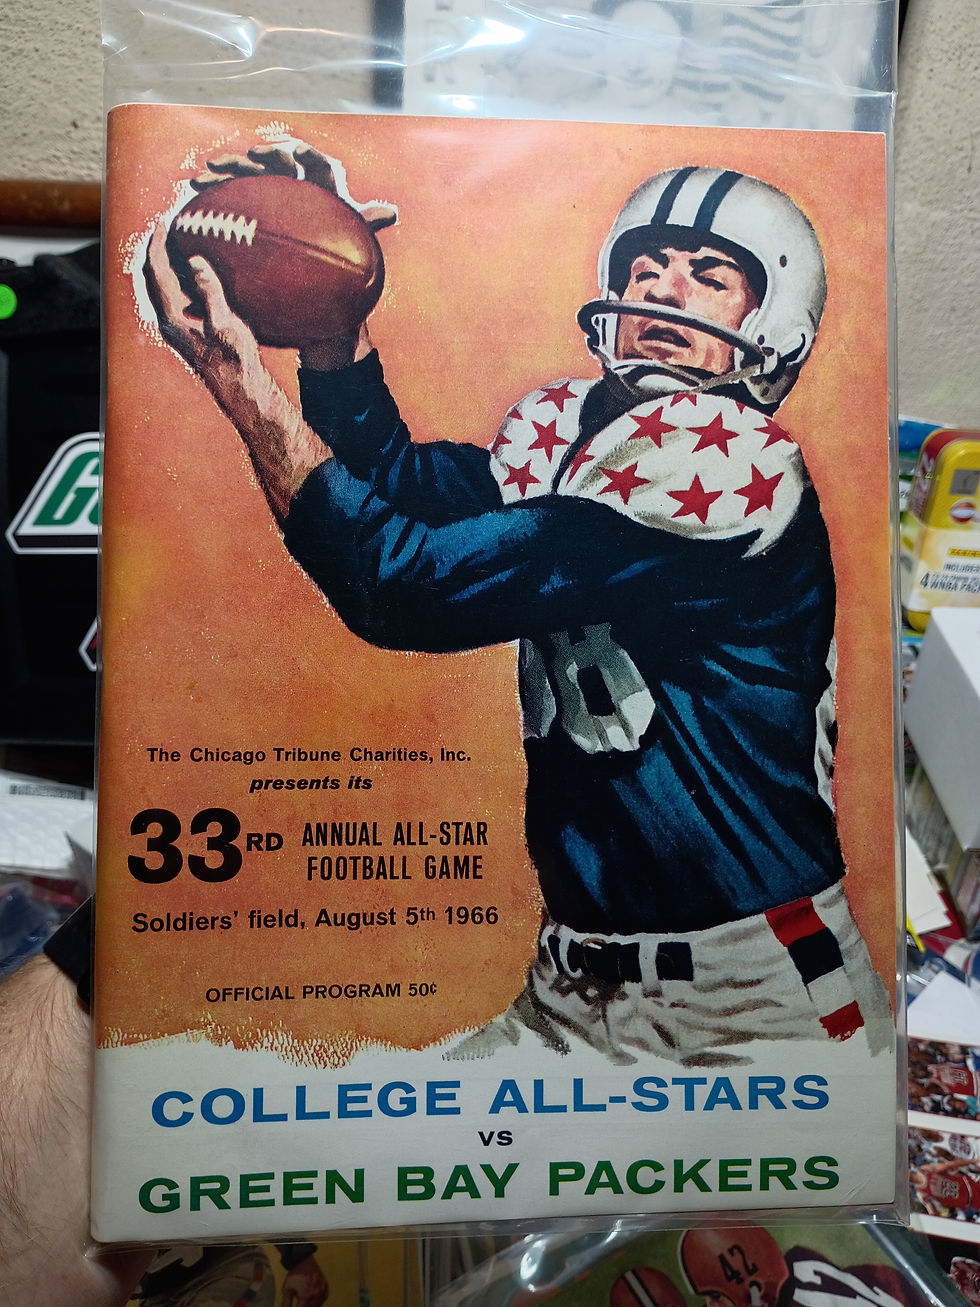 The Chicago Tribune Charities, Inc.
presents its
33RD ANNUAL ALL-STAR
FOOTBALL GAME
Soldiers' field, August 5th 1966
OFFICIAL PROGRAM 50¢
COLLEGE ALL-STARS
vs
GREEN BAY PACKERS
42